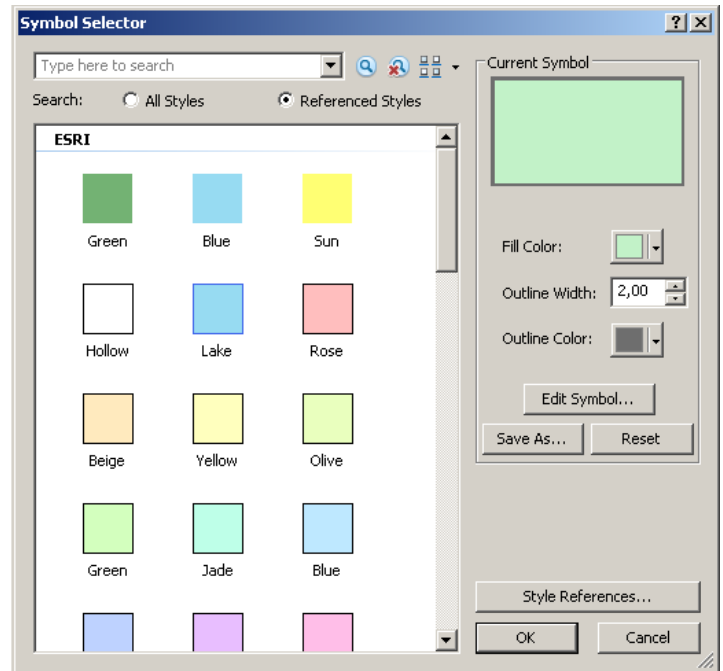 Symbol Selector
Type here to search
Search: All Styles Referenced Styles
ESRI
Green Blue Sun
Hollow Lake Rose
Beige Yellow Olive
Green Jade Blue
Current Symbol
Fill Color:
Outline Width: 2,00
Outline Color:
Edit Symbol...
Save As... Reset
Style References...
OK Cancel